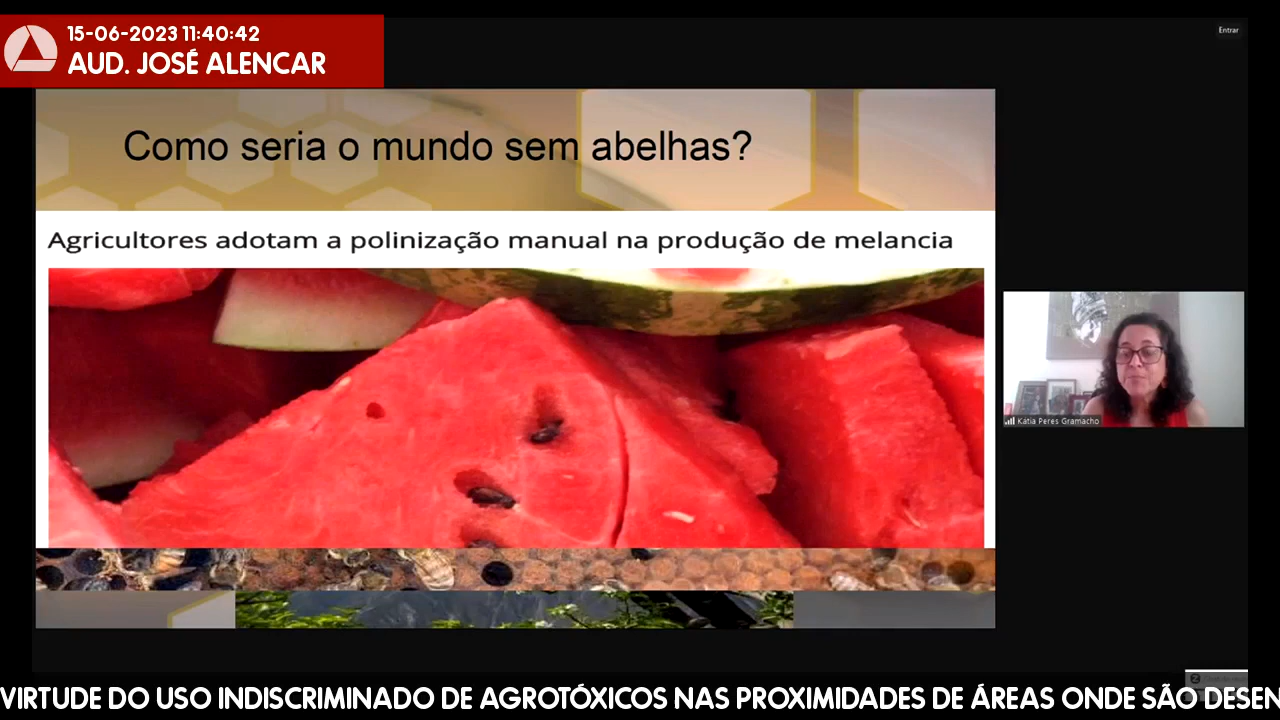 15-06-2023 11:40:42
AUD. JOSÉ ALENCAR
Entrar
Como seria o mundo sem abelhas?
Agricultores adotam a polinização manual na produção de melancia
Kátia Peres Gramacho
VIRTUDE DO USO INDISCRIMINADO DE AGROTÓXICOS NAS PROXIMIDADES DE ÁREAS ONDE SÃO DESEN